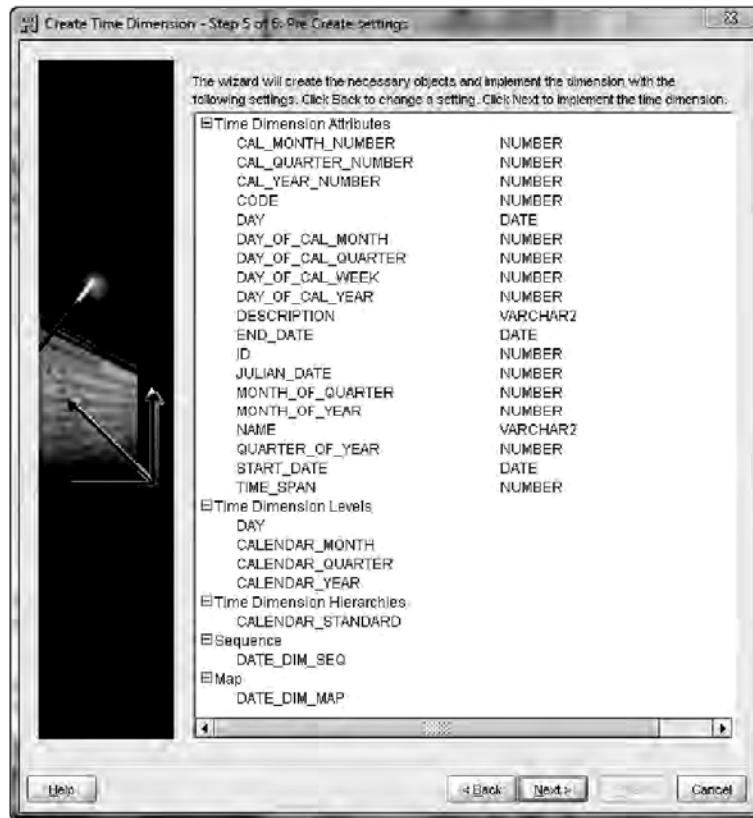 Create Time Dimension - Step 5 of 6: Pre Create settings
The wizard will create the necessary objects and implement the dimension with the
following settings. Click Back to change a setting. Click Next to implement the time dimension.
Time Dimension Attributes
CAL_MONTH_NUMBER NUMBER
CAL_QUARTER_NUMBER NUMBER
CAL_YEAR_NUMBER NUMBER
CODE NUMBER
DAY DATE
DAY_OF_CAL_MONTH NUMBER
DAY_OF_CAL_QUARTER NUMBER
DAY_OF_CAL_WEEK NUMBER
DAY_OF_CAL_YEAR NUMBER
DESCRIPTION VARCHAR2
END_DATE DATE
ID NUMBER
JULIAN_DATE NUMBER
MONTH_OF_QUARTER NUMBER
MONTH_OF_YEAR NUMBER
NAME VARCHAR2
QUARTER_OF_YEAR NUMBER
START_DATE DATE
TIME_SPAN NUMBER
Time Dimension Levels
DAY
CALENDAR_MONTH
CALENDAR_QUARTER
CALENDAR_YEAR
Time Dimension Hierarchies
CALENDAR_STANDARD
Sequence
DATE_DIM_SEQ
Map
DATE_DIM_MAP
Help < Back Next > Cancel